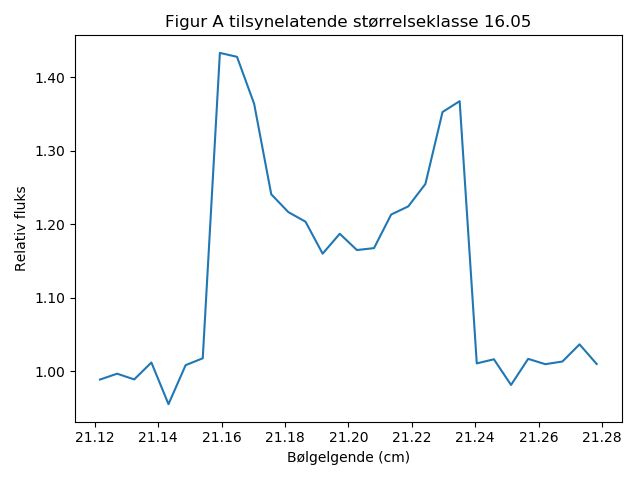 Figur A tilsynelatende størrelseklasse 16.05
1.40
1.30
1.20
1.10
1.00
Relativ fluks
21.12 21.14 21.16 21.18 21.20 21.22 21.24 21.26 21.28
Bølgelgende (cm)